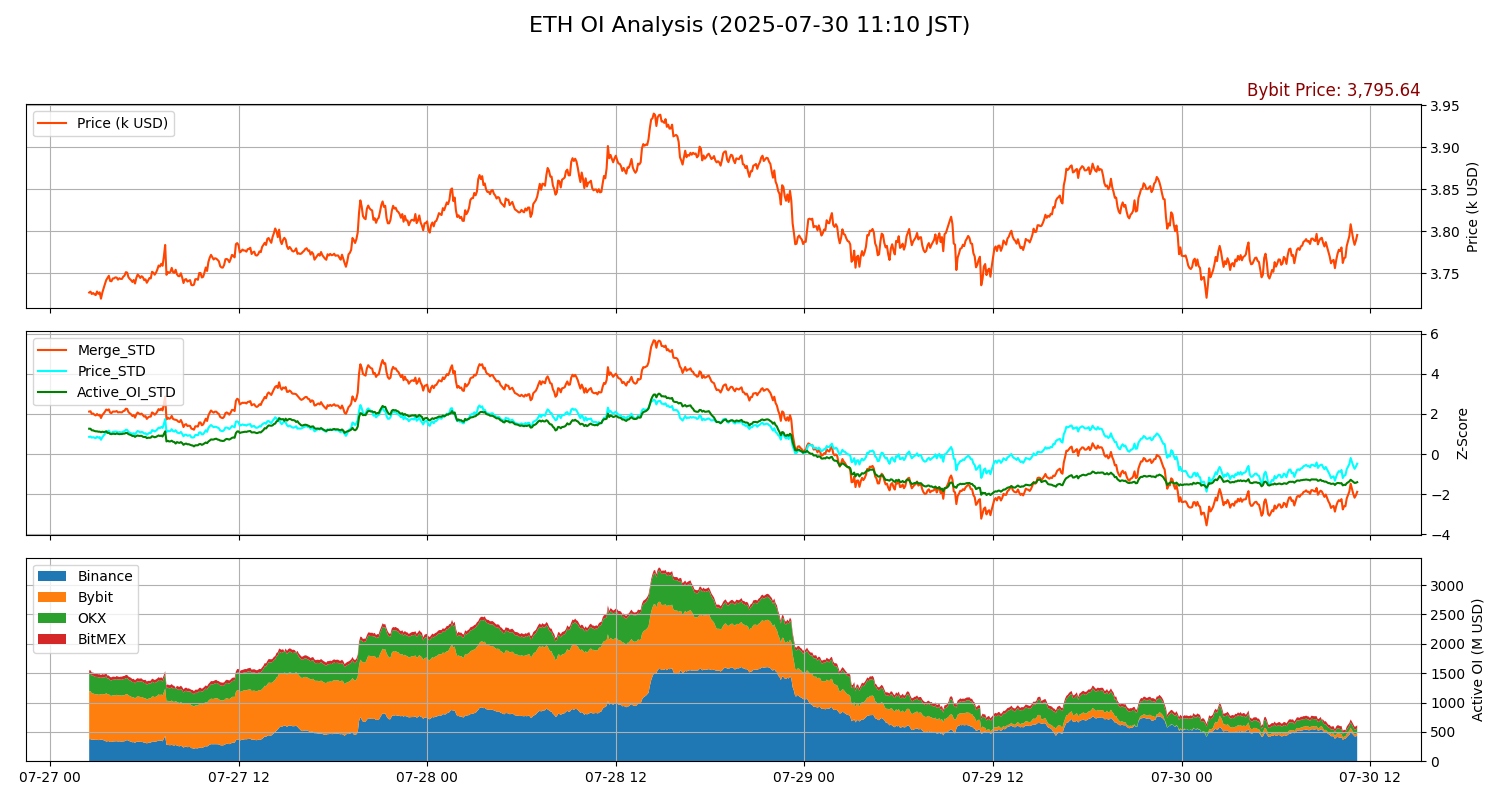 ETH OI Analysis (2025-07-30 11:10 JST)
Bybit Price: 3,795.64
Price (k USD)
3.95
3.90
3.85
3.80
3.75
Price (k USD)
Merge_STD
Price_STD
Active_OI_STD
6
4
2
0
−2
−4
Z-Score
Binance
Bybit
OKX
BitMEX
3000
2500
2000
1500
1000
500
0
Active OI (M USD)
07-27 00
07-27 12
07-28 00
07-28 12
07-29 00
07-29 12
07-30 00
07-30 12